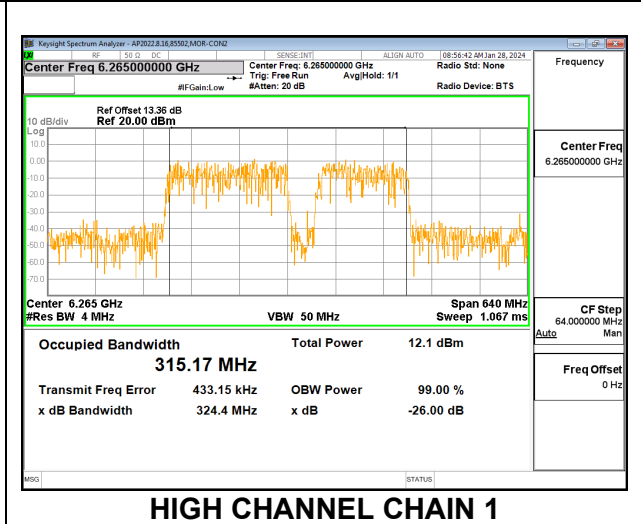 Keysight Spectrum Analyzer - AP2022.8.16,85502,MOR-CON2
RF 50 Ω DC SENSE:INT ALIGN AUTO 08:56:42 AM Jan 28, 2024
Center Freq 6.265000000 GHz
Center Freq: 6.265000000 GHz
Radio Std: None
Trig: Free Run Avg|Hold: 1/1
#IFGain:Low #Atten: 20 dB Radio Device: BTS
Ref Offset 13.36 dB
10 dB/div Ref 20.00 dBm
Log
10.0
0.00
-10.0
-20.0
-30.0
-40.0
-50.0
-60.0
-70.0
Center 6.265 GHz Span 640 MHz
#Res BW 4 MHz VBW 50 MHz Sweep 1.067 ms
Occupied Bandwidth Total Power 12.1 dBm
315.17 MHz
Transmit Freq Error 433.15 kHz OBW Power 99.00 %
x dB Bandwidth 324.4 MHz x dB -26.00 dB
MSG STATUS
Frequency
Center Freq
6.265000000 GHz
CF Step
64.000000 MHz
Auto Man
Freq Offset
0 Hz
HIGH CHANNEL CHAIN 1